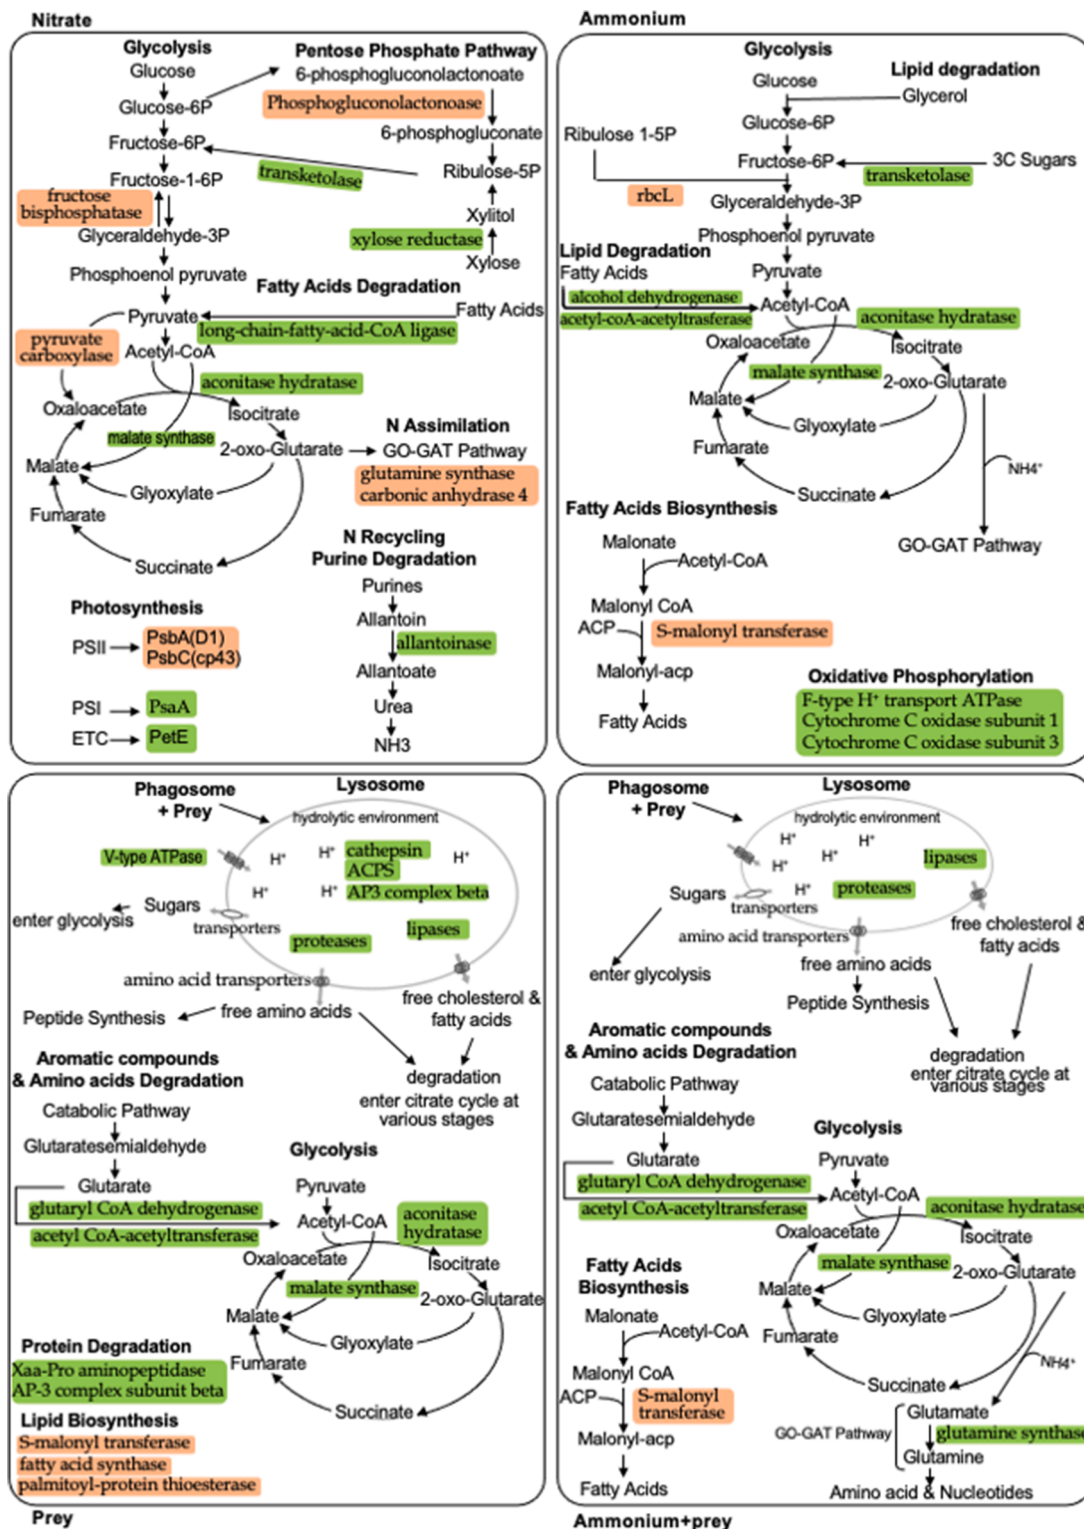 Nitrate
Glycolysis
Glucose
Glucose-6P
Fructose-6P
Fructose-1-6P
fructose
bisphosphatase
Glyceraldehyde-3P
Phosphoenol pyruvate
Pyruvate
pyruvate
carboxylase
Acetyl-CoA
aconitase hydratase
Oxaloacetate
Isocitrate
malate synthase
2-oxo-Glutarate
Malate
Glyoxylate
Fumarate
Succinate
Pentose Phosphate Pathway
6-phosphogluconolactonoate
Phosphogluconolactonoase
6-phosphogluconate
Ribulose-5P
transketolase
Xylitol
xylose reductase
Xylose
Fatty Acids Degradation
Fatty Acids
long-chain-fatty-acid-CoA ligase
N Assimilation
GO-GAT Pathway
glutamine synthase
carbonic anhydrase 4
N Recycling
Purine Degradation
Purines
Allantoin
allantoinase
Allantoate
Urea
NH3
Photosynthesis
PSII
PsbA(D1)
PsbC(cp43)
PSI
PsaA
ETC
PetE
Ammonium
Glycolysis
Glucose
Lipid degradation
Glycerol
Glucose-6P
Ribulose 1-5P
Fructose-6P
3C Sugars
transketolase
rbcL
Glyceraldehyde-3P
Phosphoenol pyruvate
Lipid Degradation
Fatty Acids
Pyruvate
alcohol dehydrogenase
acetyl-coA-acetyltrasferase
Acetyl-CoA
aconitase hydratase
Oxaloacetate
Isocitrate
malate synthase
2-oxo-Glutarate
Malate
Glyoxylate
Fumarate
Succinate
NH4+
GO-GAT Pathway
Fatty Acids Biosynthesis
Malonate
Acetyl-CoA
Malonyl CoA
ACP
S-malonyl transferase
Malonyl-acp
Fatty Acids
Oxidative Phosphorylation
F-type H+ transport ATPase
Cytochrome C oxidase subunit 1
Cytochrome C oxidase subunit 3
Phagosome
+ Prey
Lysosome
hydrolytic environment
V-type ATPase
H+
H+
cathepsin
H+
ACPS
H+
H+
AP3 complex beta
Sugars
enter glycolysis
transporters
proteases
lipases
amino acid transporters
free amino acids
Peptide Synthesis
free cholesterol &
fatty acids
degradation
enter citrate cycle at
various stages
Aromatic compounds
& Amino acids Degradation
Catabolic Pathway
Glutaratesemialdehyde
Glutarate
glutaryl CoA dehydrogenase
acetyl CoA-acetyltransferase
Glycolysis
Pyruvate
Acetyl-CoA
aconitase
hydratase
Oxaloacetate
Isocitrate
malate synthase
2-oxo-Glutarate
Malate
Glyoxylate
Fumarate
Succinate
Protein Degradation
Xaa-Pro aminopeptidase
AP-3 complex subunit beta
Lipid Biosynthesis
S-malonyl transferase
fatty acid synthase
palmitoyl-protein thioesterase
Prey
Phagosome
+ Prey
Lysosome
hydrolytic environment
H+
H+
H+
H+
lipases
proteases
Sugars
transporters
enter glycolysis
amino acid transporters
free amino acids
Peptide Synthesis
free cholesterol &
fatty acids
degradation
enter citrate cycle at
various stages
Aromatic compounds
& Amino acids Degradation
Catabolic Pathway
Glutaratesemialdehyde
Glutarate
glutaryl CoA dehydrogenase
acetyl CoA-acetyltransferase
Glycolysis
Pyruvate
Acetyl-CoA
aconitase hydratase
Oxaloacetate
Isocitrate
malate synthase
2-oxo-Glutarate
Malate
Glyoxylate
Fumarate
Succinate
NH4+
Glutamate
GO-GAT Pathway
glutamine synthase
Glutamine
Amino acid & Nucleotides
Fatty Acids
Biosynthesis
Malonate
Acetyl-CoA
Malonyl CoA
ACP
S-malonyl
transferase
Malonyl-acp
Fatty Acids
Ammonium+prey